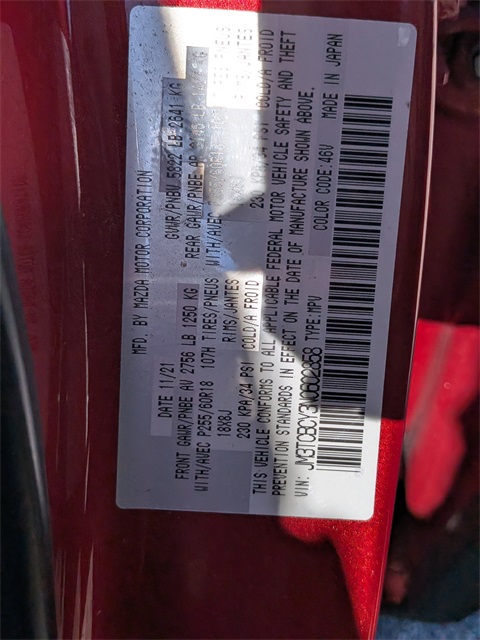 MFD. BY MAZDA MOTOR CORPORATION
DATE 11/21 GVWR/PNBV 5822 LB 2641 KG
FRONT GAWR/PNBE AV 2756 LB 1250 KG REAR GAWR/PNBE AR LB KG
WITH/AVEC P255/60R18 107H TIRES/PNEUS WITH/AVEC
18X8J RIMS/JANTES
230 KPA/34 PSI COLD/A FROID 230 KPA/34 PSI COLD/A FROID
THIS VEHICLE CONFORMS TO ALL APPLICABLE FEDERAL MOTOR VEHICLE SAFETY AND THEFT
PREVENTION STANDARDS IN EFFECT ON THE DATE OF MANUFACTURE SHOWN ABOVE.
VIN: TYPE:MPV COLOR CODE:46V MADE IN JAPAN